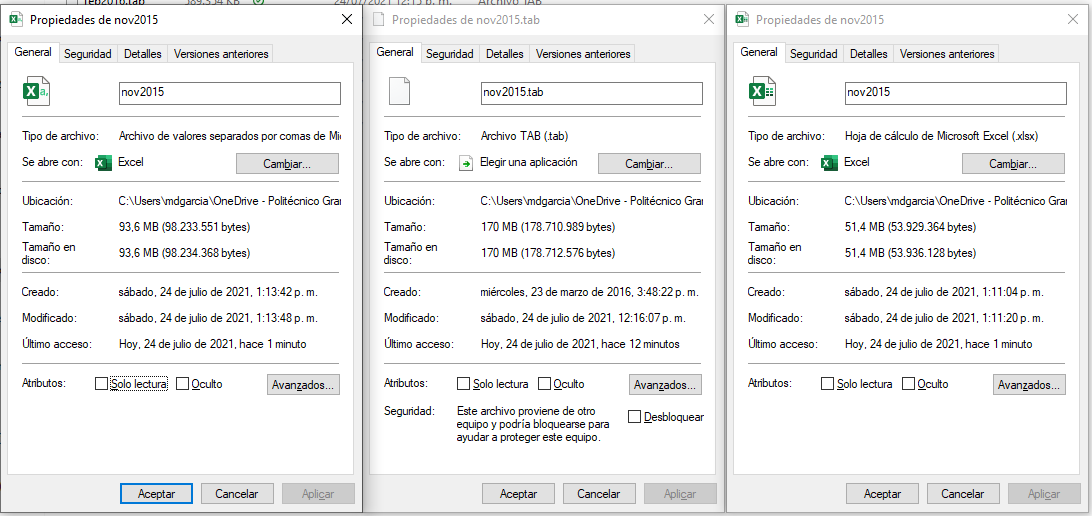 feb2016.tab 589.354 KB 24/07/2021 12:15 p. m. Archivo TAB
Propiedades de nov2015
General Seguridad Detalles Versiones anteriores
nov2015
Tipo de archivo: Archivo de valores separados por comas de Mi
Se abre con: Excel Cambiar...
Ubicación: C:\Users\mdgarcia\OneDrive - Politécnico Gran
Tamaño: 93,6 MB (98.233.551 bytes)
Tamaño en
disco: 93,6 MB (98.234.368 bytes)
Creado: sábado, 24 de julio de 2021, 1:13:42 p. m.
Modificado: sábado, 24 de julio de 2021, 1:13:48 p. m.
Último acceso: Hoy, 24 de julio de 2021, hace 1 minuto
Atributos: Solo lectura Oculto Avanzados...
Aceptar Cancelar Aplicar
Propiedades de nov2015.tab
General Seguridad Detalles Versiones anteriores
nov2015.tab
Tipo de archivo: Archivo TAB (.tab)
Se abre con: Elegir una aplicación Cambiar...
Ubicación: C:\Users\mdgarcia\OneDrive - Politécnico Gran
Tamaño: 170 MB (178.710.989 bytes)
Tamaño en
disco: 170 MB (178.712.576 bytes)
Creado: miércoles, 23 de marzo de 2016, 3:48:22 p. m.
Modificado: sábado, 24 de julio de 2021, 12:16:07 p. m.
Último acceso: Hoy, 24 de julio de 2021, hace 12 minutos
Atributos: Solo lectura Oculto Avanzados...
Seguridad: Este archivo proviene de otro
equipo y podría bloquearse para
ayudar a proteger este equipo.
Desbloquear
Aceptar Cancelar Aplicar
Propiedades de nov2015
General Seguridad Detalles Versiones anteriores
nov2015
Tipo de archivo: Hoja de cálculo de Microsoft Excel (.xlsx)
Se abre con: Excel Cambiar...
Ubicación: C:\Users\mdgarcia\OneDrive - Politécnico Gran
Tamaño: 51,4 MB (53.929.364 bytes)
Tamaño en
disco: 51,4 MB (53.936.128 bytes)
Creado: sábado, 24 de julio de 2021, 1:11:04 p. m.
Modificado: sábado, 24 de julio de 2021, 1:11:20 p. m.
Último acceso: Hoy, 24 de julio de 2021, hace 1 minuto
Atributos: Solo lectura Oculto Avanzados...
Aceptar Cancelar Aplicar